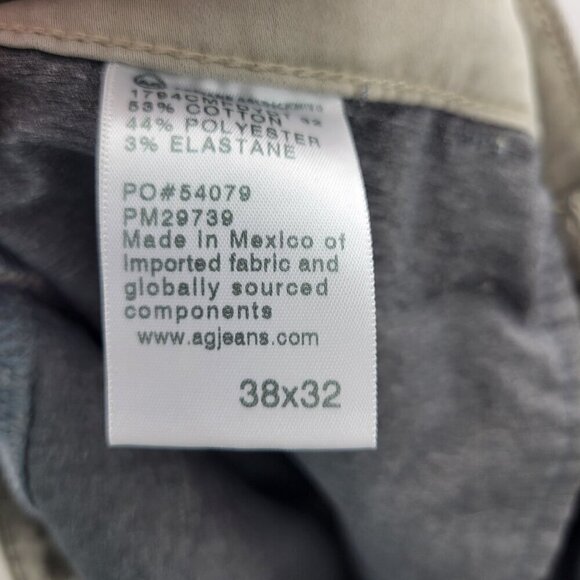 53% COTTON
44% POLYESTER
3% ELASTANE
PO#54079
PM29739
Made in Mexico of
imported fabric and
globally sourced
components
www.agjeans.com
38x32